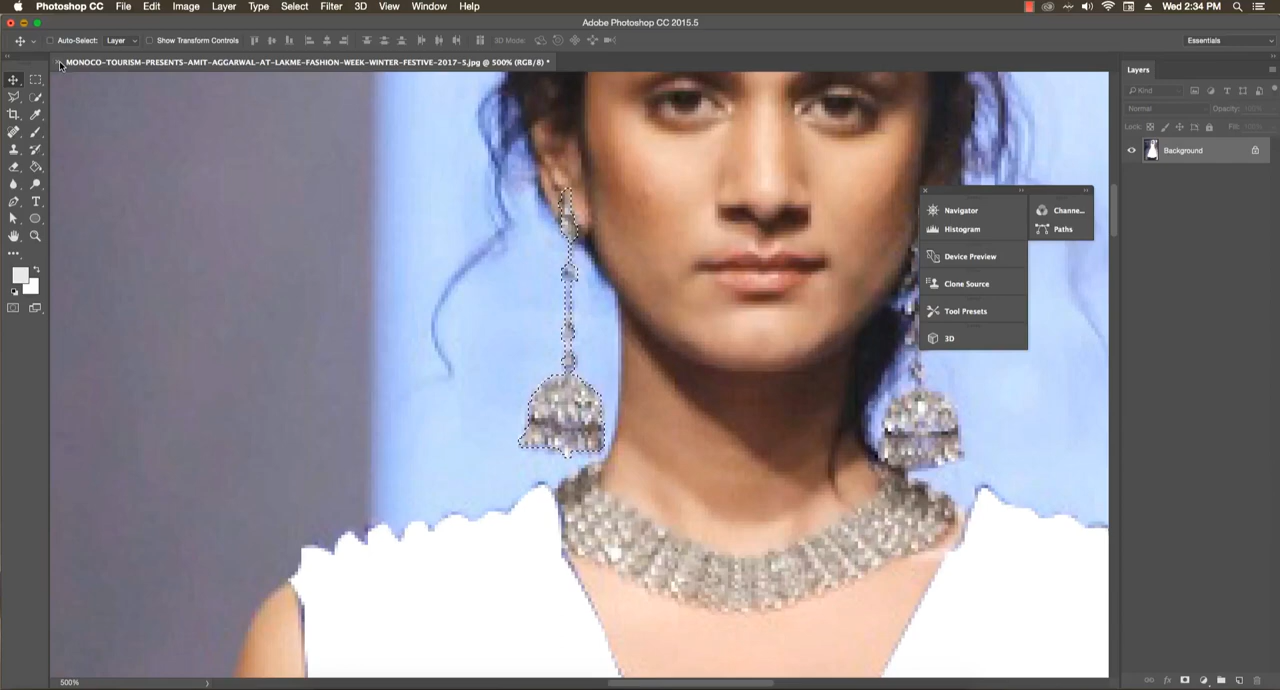 Photoshop CC File Edit Image Layer Type Select Filter 3D View Window Help Wed 2:34 PM
Adobe Photoshop CC 2015.5
Auto-Select: Layer Show Transform Controls 3D Mode: Essentials
MONOCO-TOURISM-PRESENTS-AMIT-AGGARWAL-AT-LAKME-FASHION-WEEK-WINTER-FESTIVE-2017-5.jpg @ 500% (RGB/8) *
Layers
Kind
Normal Opacity: 100%
Lock: Fill: 100%
Background
Navigator
Histogram
Device Preview
Clone Source
Tool Presets
3D
Channe...
Paths
T
fx
500%